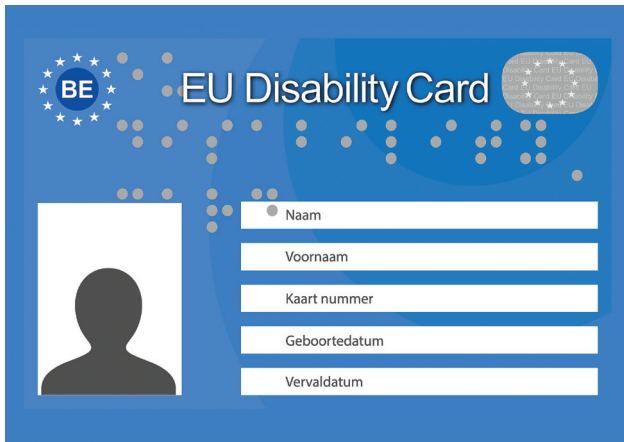 BE
EU Disability Card
Naam
Voornaam
Kaart nummer
Geboortedatum
Vervaldatum